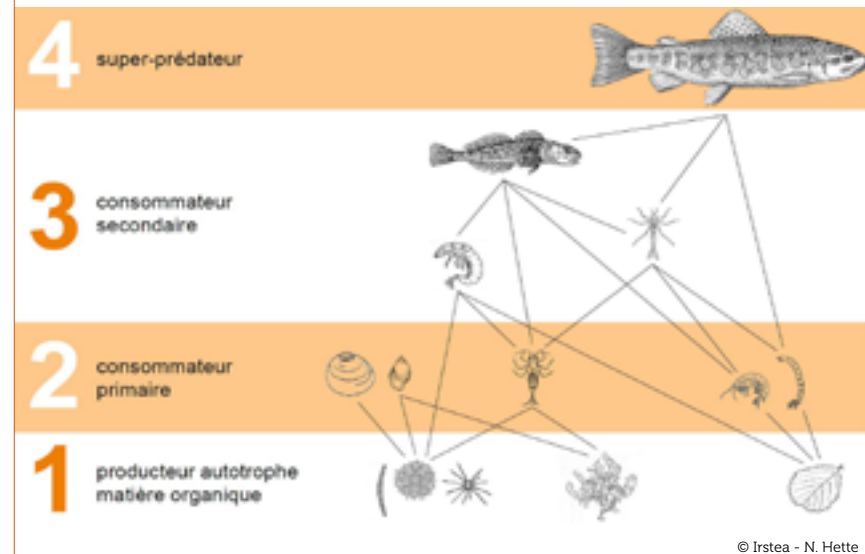 4
super-prédateur
3
consommateur
secondaire
2
consommateur
primaire
1
producteur autotrophe
matière organique
© Irstea - N. Hette